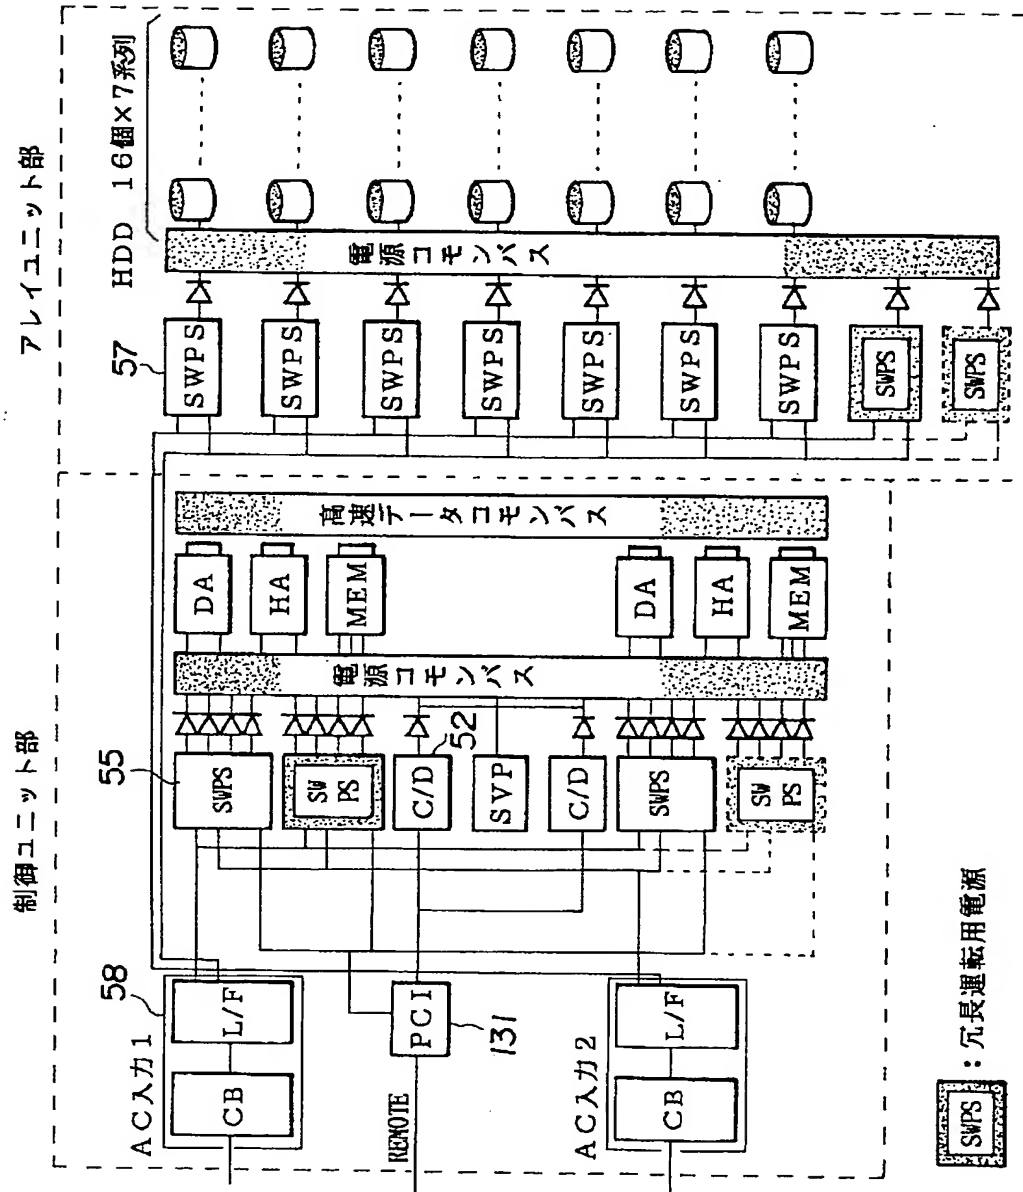 アレイユニット部
HDD 16個×7系列
57
SWPS
SWPS
SWPS
SWPS
SWPS
SWPS
SWPS
SWPS
SWPS
電源コモンバス
制御ユニット部
高速データコモンバス
DA
HA
MEM
DA
HA
MEM
電源コモンバス
55
SWPS
SW
PS
C/D
52
SVP
C/D
SWPS
SW
PS
58
AC入力1
CB
L/F
REMOTE
PCI
131
AC入力2
CB
L/F
SWPS
：冗長運転用電源